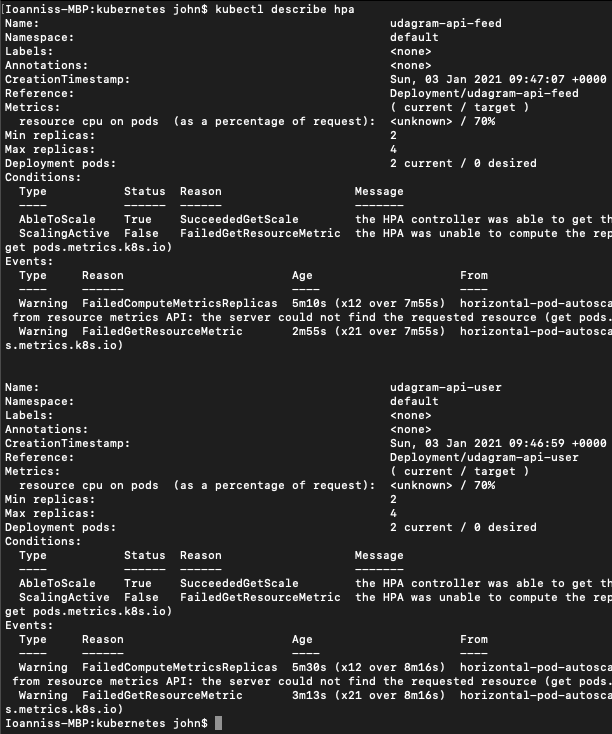 [Ioanniss-MBP:kubernetes john$ kubectl describe hpa
Name: udagram-api-feed
Namespace: default
Labels: <none>
Annotations: <none>
CreationTimestamp: Sun, 03 Jan 2021 09:47:07 +0000
Reference: Deployment/udagram-api-feed
Metrics: ( current / target )
resource cpu on pods (as a percentage of request): <unknown> / 70%
Min replicas: 2
Max replicas: 4
Deployment pods: 2 current / 0 desired
Conditions:
Type Status Reason Message
---- ------ ------ -------
AbleToScale True SucceededGetScale the HPA controller was able to get th
ScalingActive False FailedGetResourceMetric the HPA was unable to compute the rep
get pods.metrics.k8s.io)
Events:
Type Reason Age From
---- ------ ---- ----
Warning FailedComputeMetricsReplicas 5m10s (x12 over 7m55s) horizontal-pod-autosca
from resource metrics API: the server could not find the requested resource (get pods.
Warning FailedGetResourceMetric 2m55s (x21 over 7m55s) horizontal-pod-autosca
s.metrics.k8s.io)
Name: udagram-api-user
Namespace: default
Labels: <none>
Annotations: <none>
CreationTimestamp: Sun, 03 Jan 2021 09:46:59 +0000
Reference: Deployment/udagram-api-user
Metrics: ( current / target )
resource cpu on pods (as a percentage of request): <unknown> / 70%
Min replicas: 2
Max replicas: 4
Deployment pods: 2 current / 0 desired
Conditions:
Type Status Reason Message
---- ------ ------ -------
AbleToScale True SucceededGetScale the HPA controller was able to get th
ScalingActive False FailedGetResourceMetric the HPA was unable to compute the rep
get pods.metrics.k8s.io)
Events:
Type Reason Age From
---- ------ ---- ----
Warning FailedComputeMetricsReplicas 5m30s (x12 over 8m16s) horizontal-pod-autosca
from resource metrics API: the server could not find the requested resource (get pods.
Warning FailedGetResourceMetric 3m13s (x21 over 8m16s) horizontal-pod-autosca
s.metrics.k8s.io)
Ioanniss-MBP:kubernetes john$